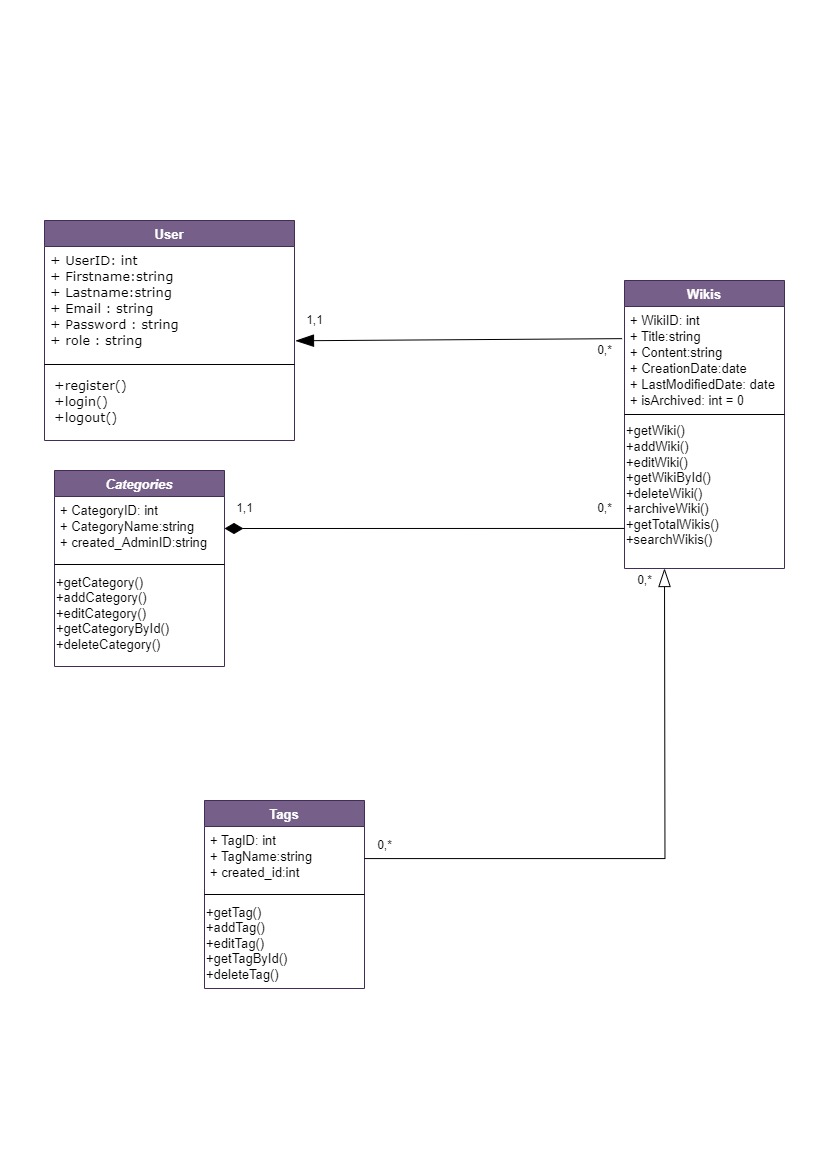 User
+ UserID: int
+ Firstname:string
+ Lastname:string
+ Email : string
+ Password : string
+ role : string
+register()
+login()
+logout()
1,1
0,*
Wikis
+ WikiID: int
+ Title:string
+ Content:string
+ CreationDate:date
+ LastModifiedDate: date
+ isArchived: int = 0
+getWiki()
+addWiki()
+editWiki()
+getWikiById()
+deleteWiki()
+archiveWiki()
+getTotalWikis()
+searchWikis()
Categories
+ CategoryID: int
+ CategoryName:string
+ created_AdminID:string
+getCategory()
+addCategory()
+editCategory()
+getCategoryById()
+deleteCategory()
1,1
0,*
0,*
Tags
+ TagID: int
+ TagName:string
+ created_id:int
+getTag()
+addTag()
+editTag()
+getTagById()
+deleteTag()
0,*